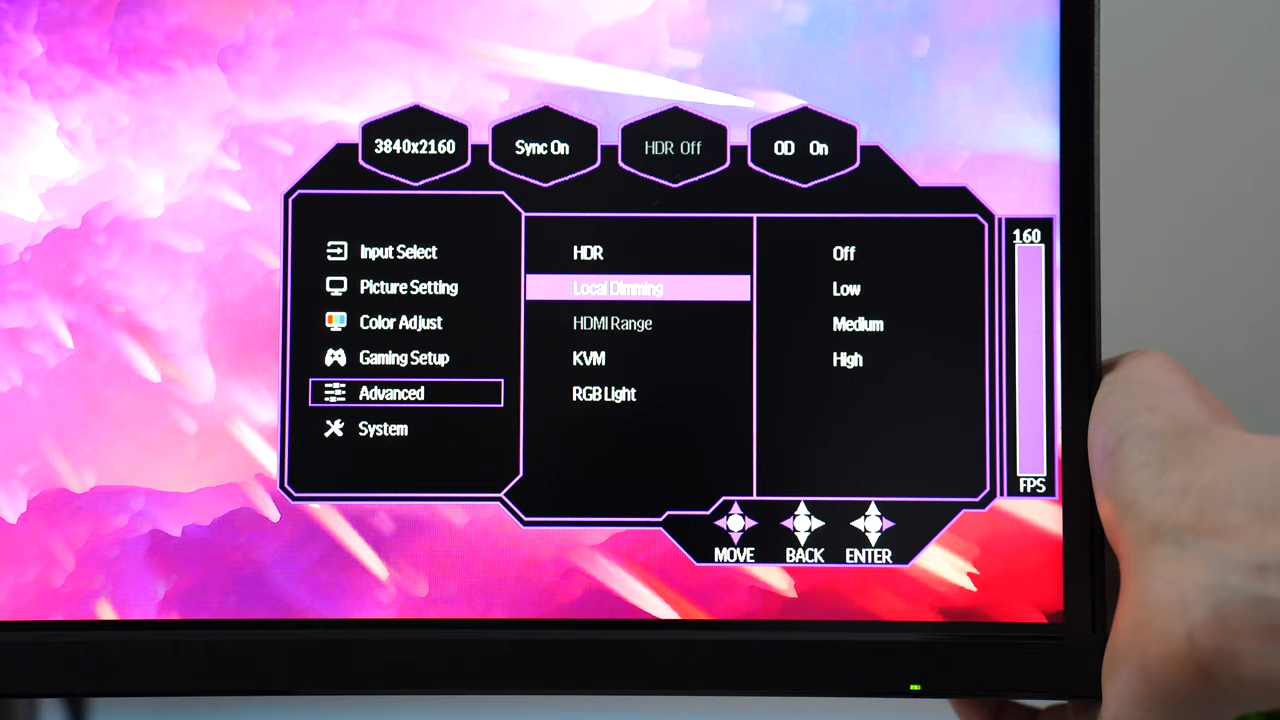 3840x2160
Sync On
HDR Off
OD On
Input Select
Picture Setting
Color Adjust
Gaming Setup
Advanced
System
HDR
Local Dimming
HDMI Range
KVM
RGB Light
Off
Low
Medium
High
160
FPS
MOVE
BACK
ENTER